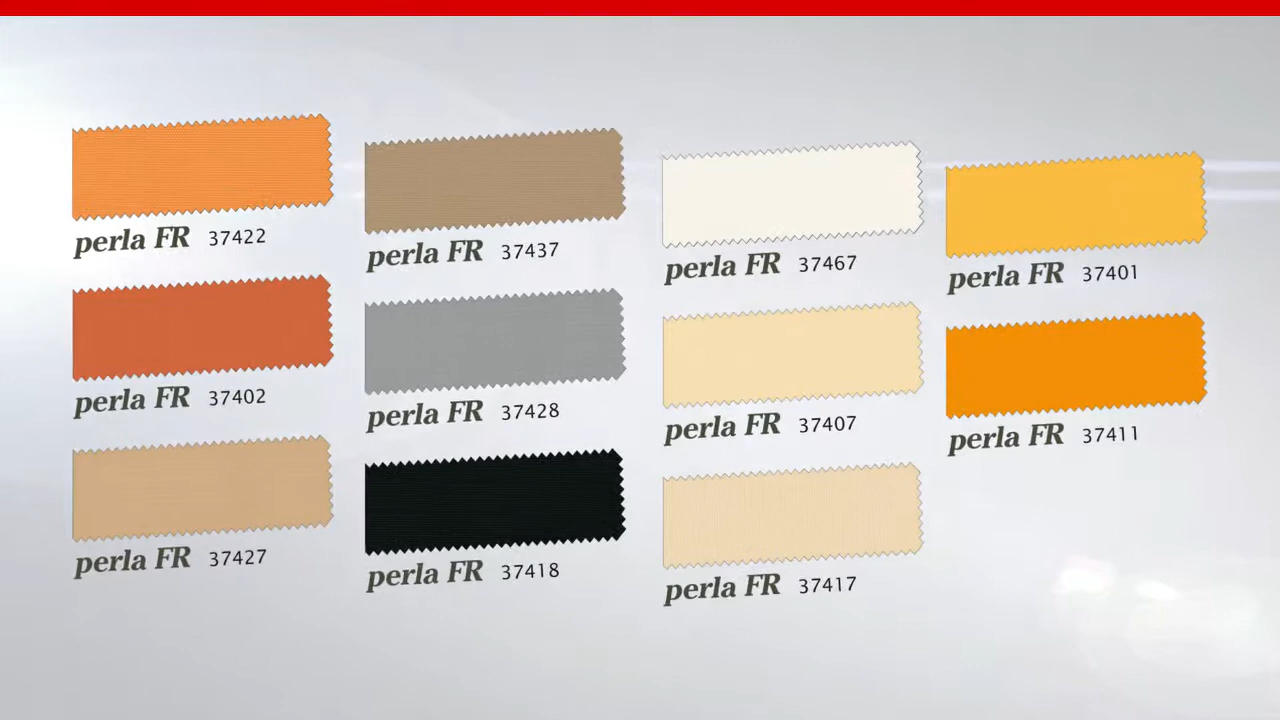 perla FR 37422
perla FR 37437
perla FR 37467
perla FR 37401
perla FR 37402
perla FR 37428
perla FR 37407
perla FR 37411
perla FR 37427
perla FR 37418
perla FR 37417